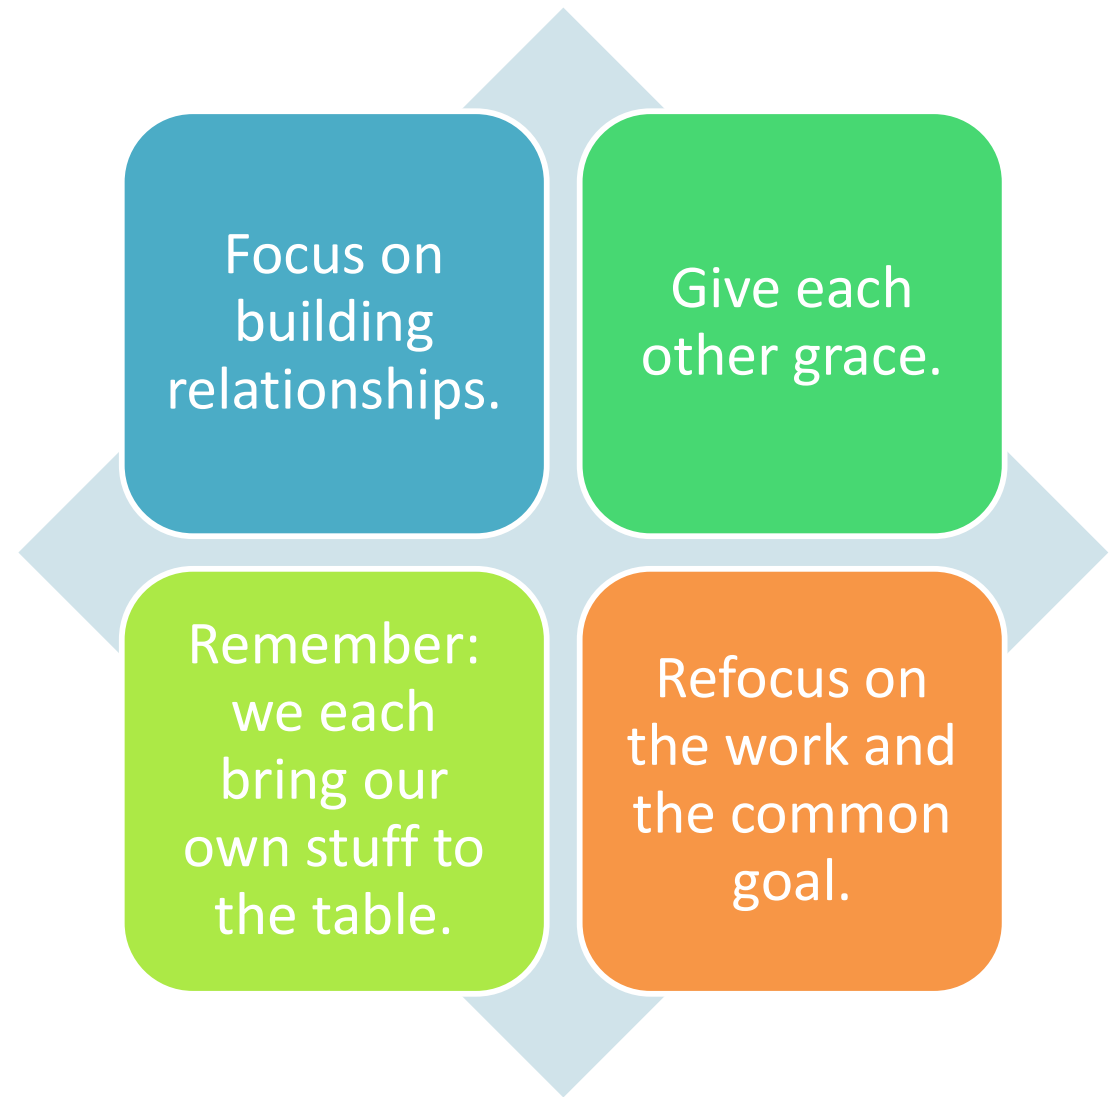 Focus on
building
relationships.
Give each
other grace.
Remember:
we each
bring our
own stuff to
the table.
Refocus on
the work and
the common
goal.